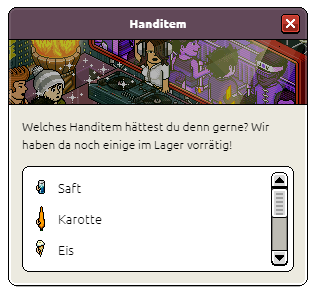 Handitem
Welches Handitem hättest du denn gerne? Wir
haben da noch einige im Lager vorrätig!
Saft
Karotte
Eis